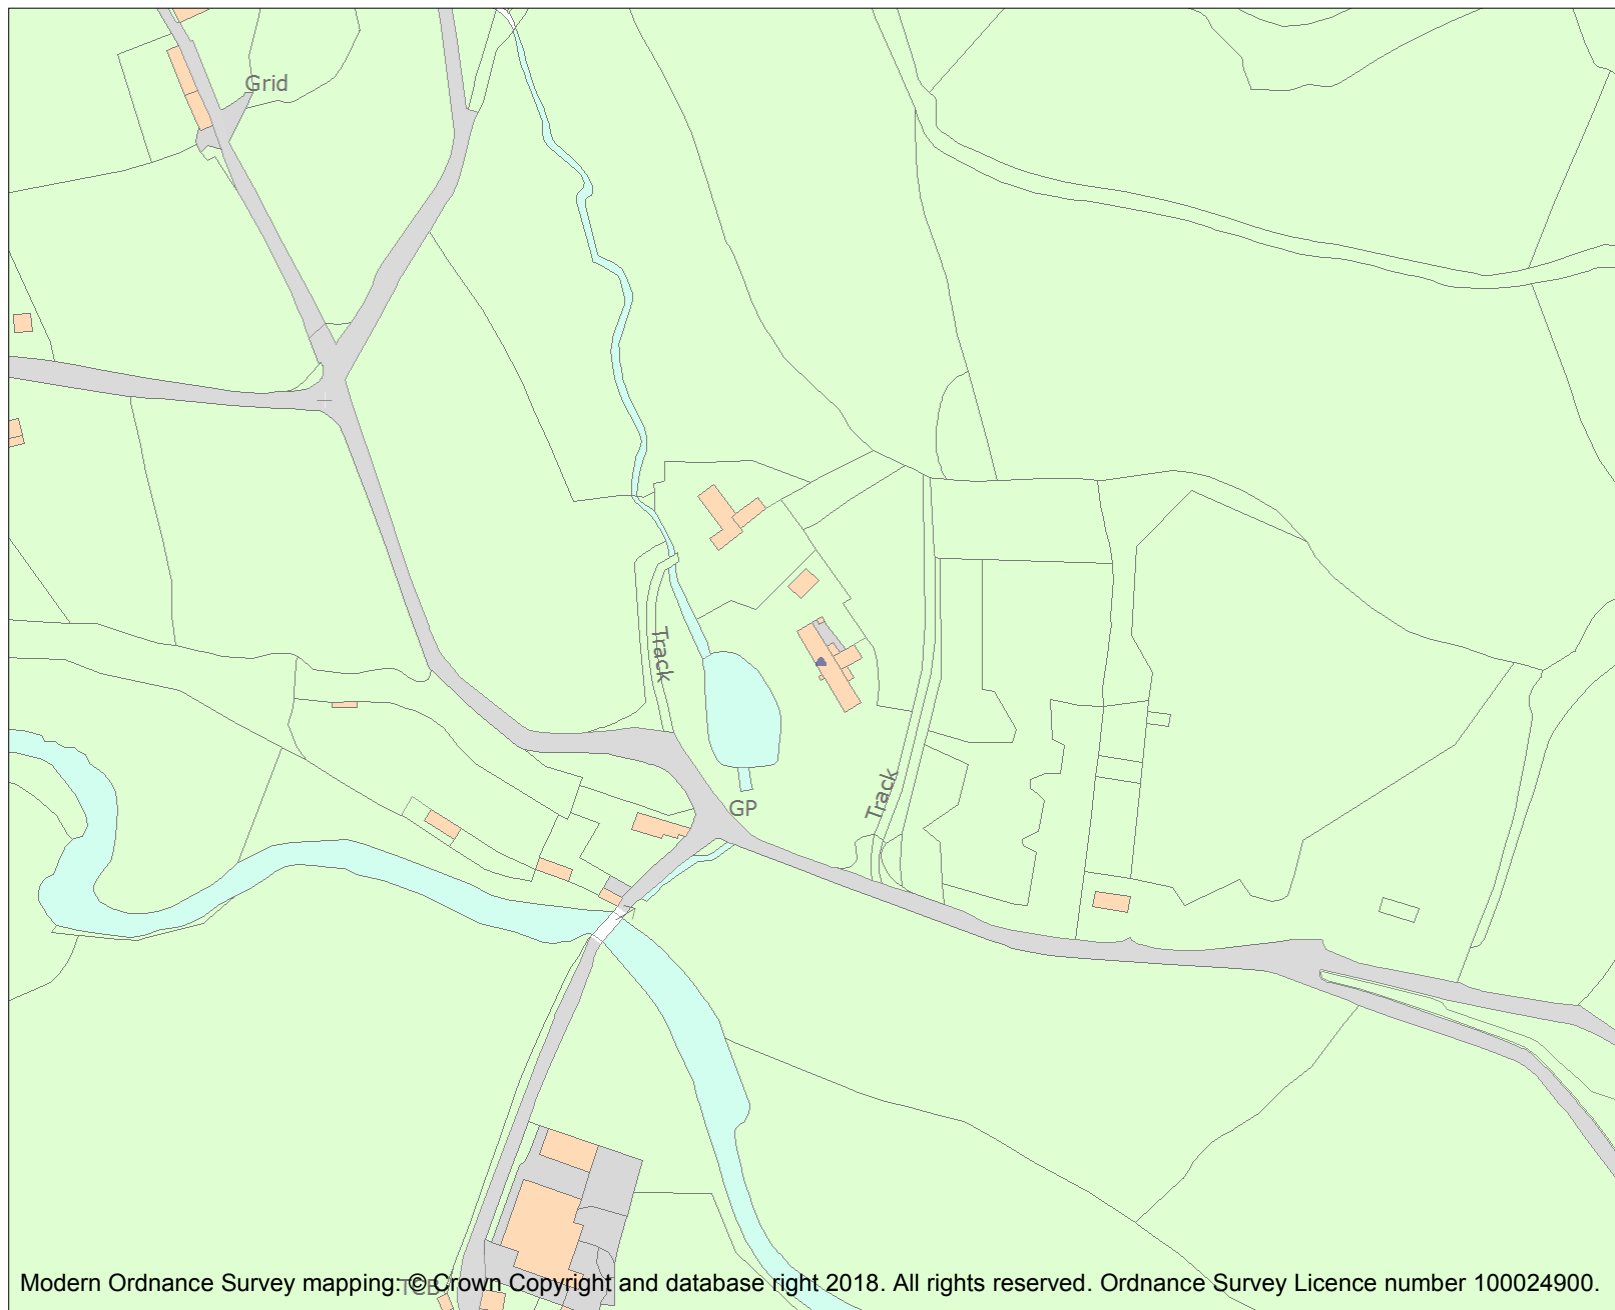 Grid
Track
GP
Track
TCB
Modern Ordnance Survey mapping: © Crown Copyright and database right 2018. All rights reserved. Ordnance Survey Licence number 100024900.